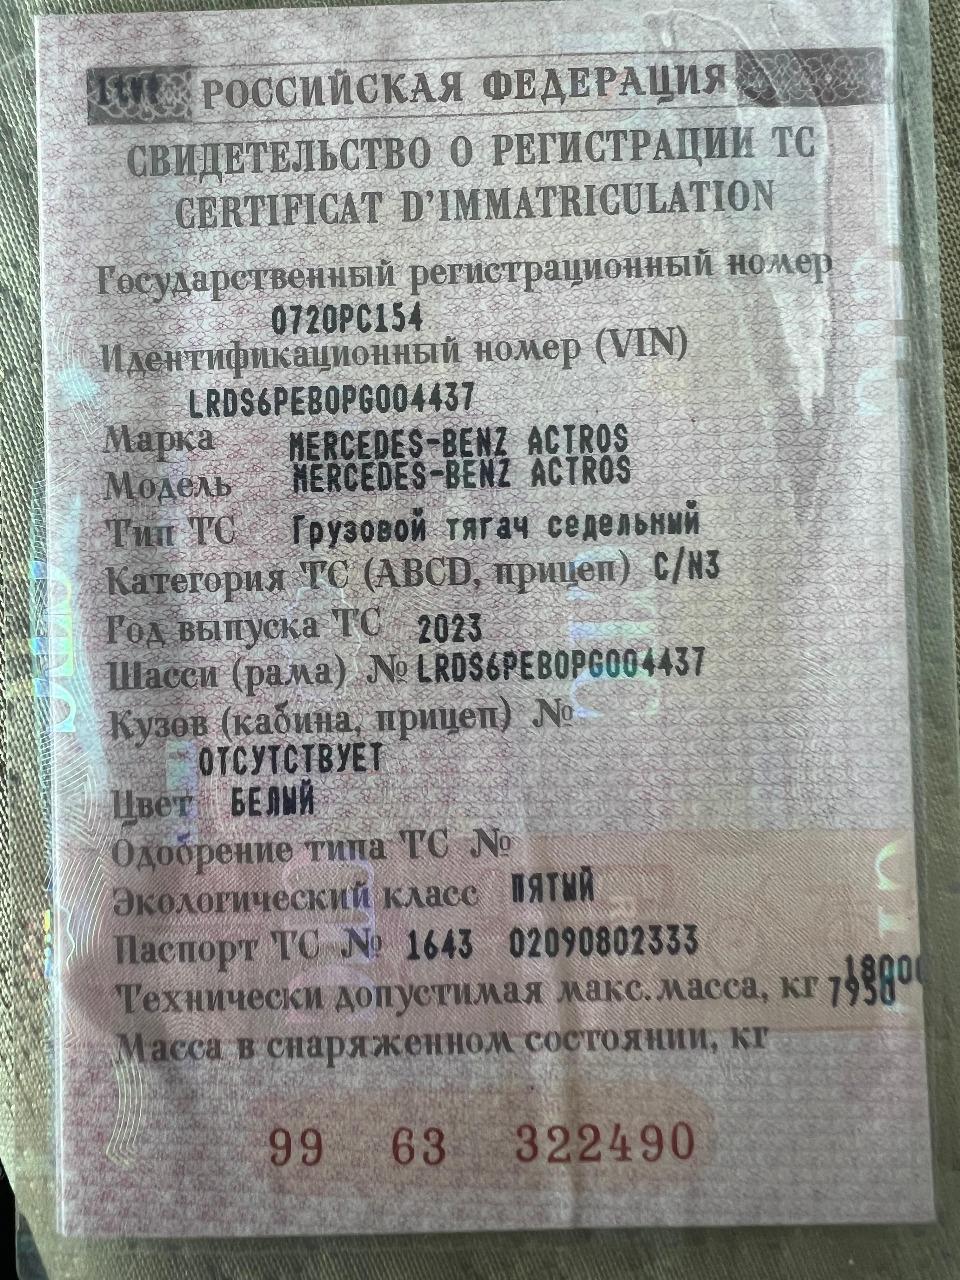 РОССИЙСКАЯ ФЕДЕРАЦИЯ
СВИДЕТЕЛЬСТВО О РЕГИСТРАЦИИ ТС
CERTIFICAT D'IMMATRICULATION
Государственный регистрационный номер
О720РС154
Идентификационный номер (VIN)
LRDS6PEB0PG004437
Марка MERCEDES-BENZ ACTROS
Модель MERCEDES-BENZ ACTROS
Тип ТС Грузовой тягач седельный
Категория ТС (ABCD, прицеп) C/N3
Год выпуска ТС 2023
Шасси (рама) № LRDS6PEB0PG004437
Кузов (кабина, прицеп) №
ОТСУТСТВУЕТ
Цвет БЕЛЫЙ
Одобрение типа ТС №
Экологический класс ПЯТЫЙ
Паспорт ТС № 1643 02090802333
18000
Технически допустимая макс. масса, кг 7950
Масса в снаряженном состоянии, кг
99 63 322490